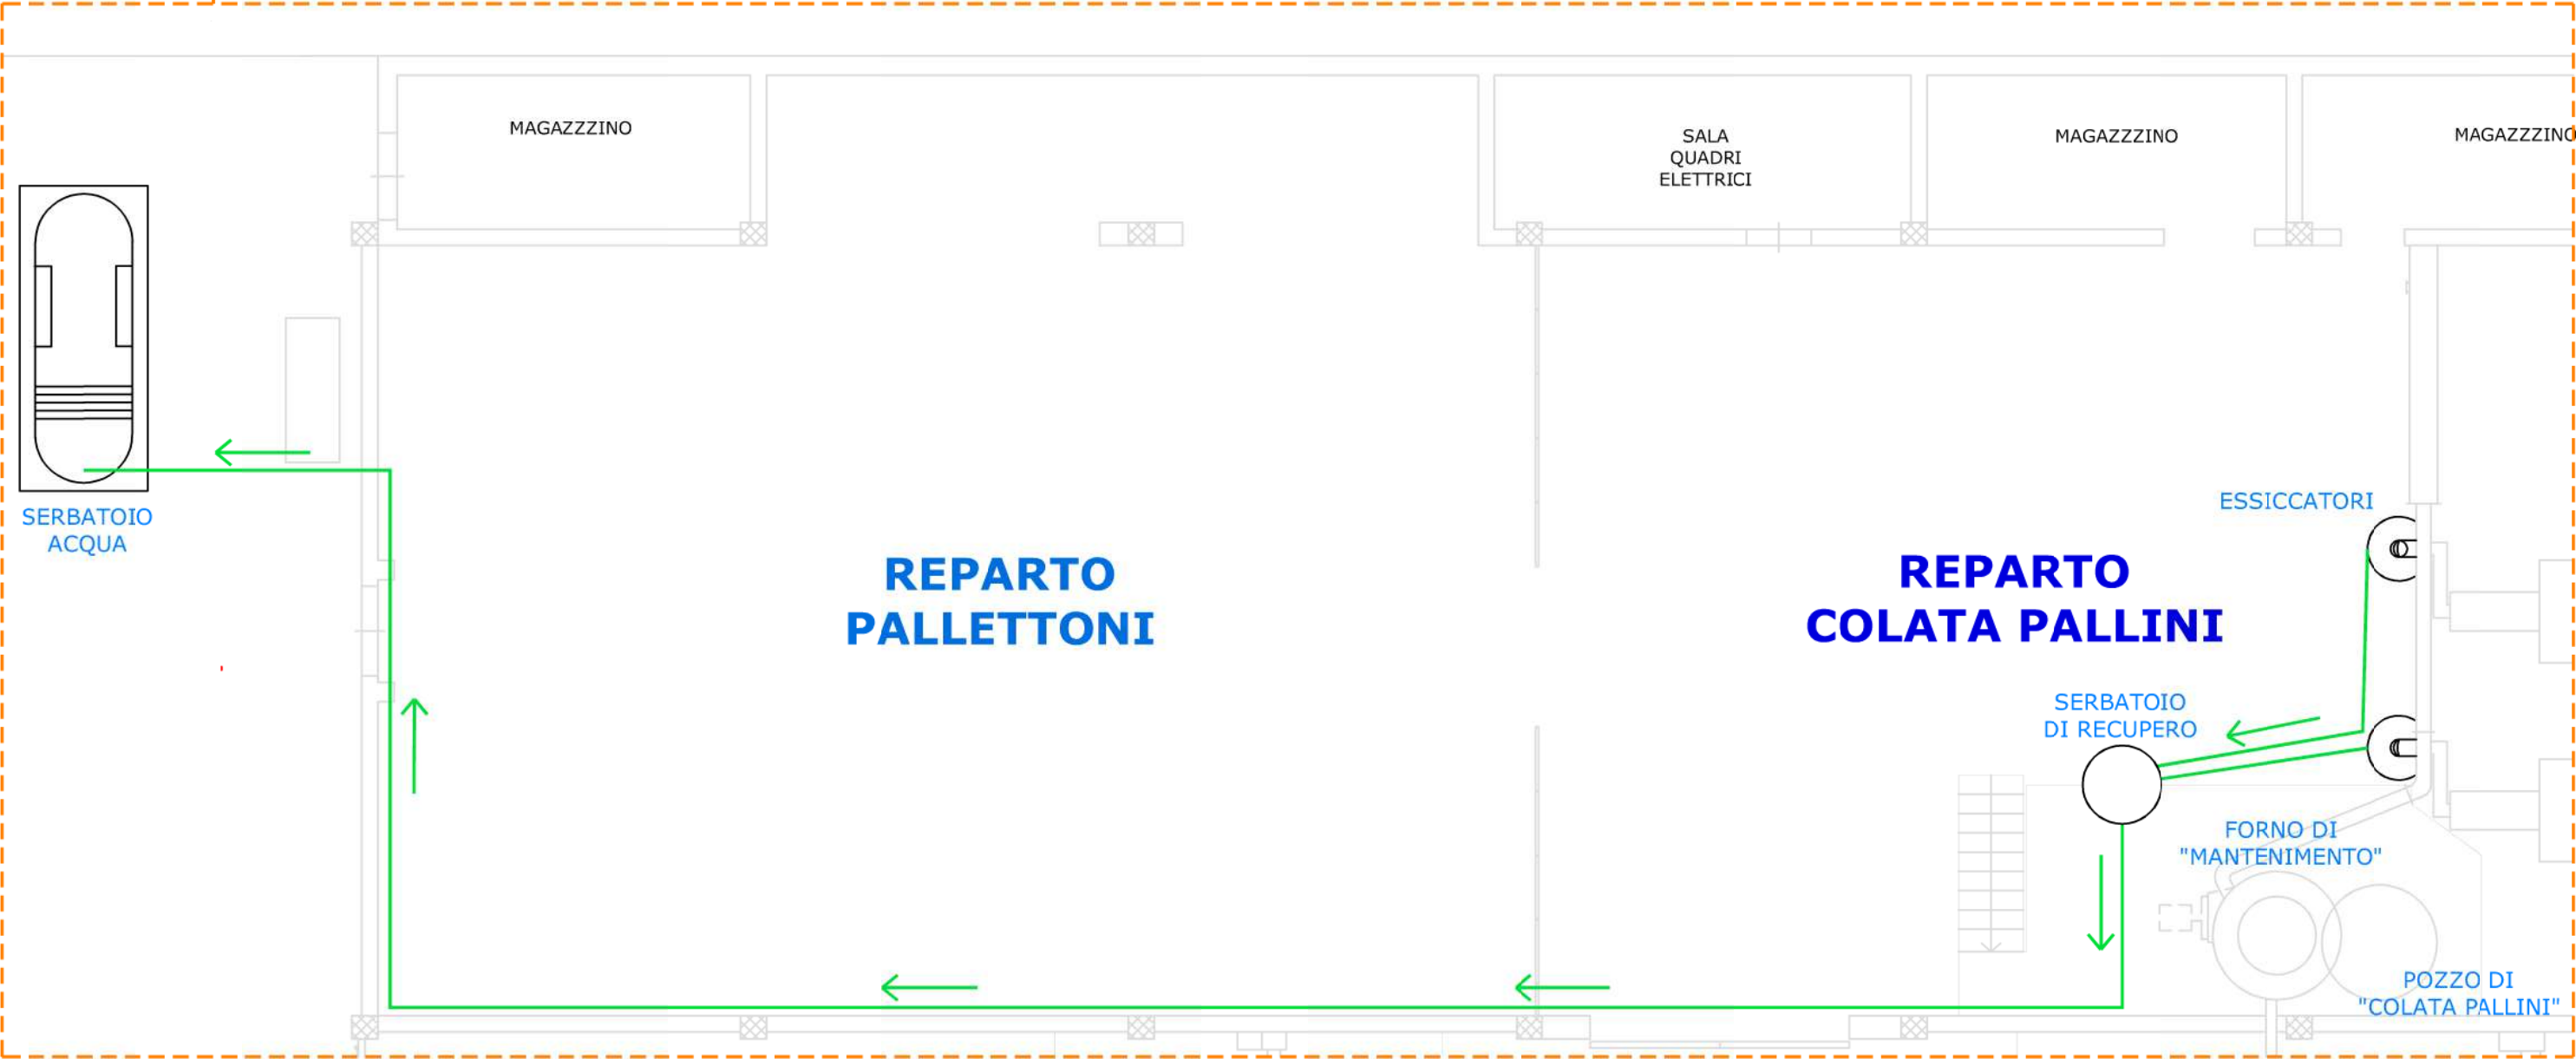 MAGAZZZINO
SALA
QUADRI
ELETTRICI
MAGAZZZINO
MAGAZZZINO
SERBATOIO
ACQUA
REPARTO
PALLETTONI
REPARTO
COLATA PALLINI
ESSICCATORI
SERBATOIO
DI RECUPERO
FORNO DI
"MANTENIMENTO"
POZZO DI
"COLATA PALLINI"